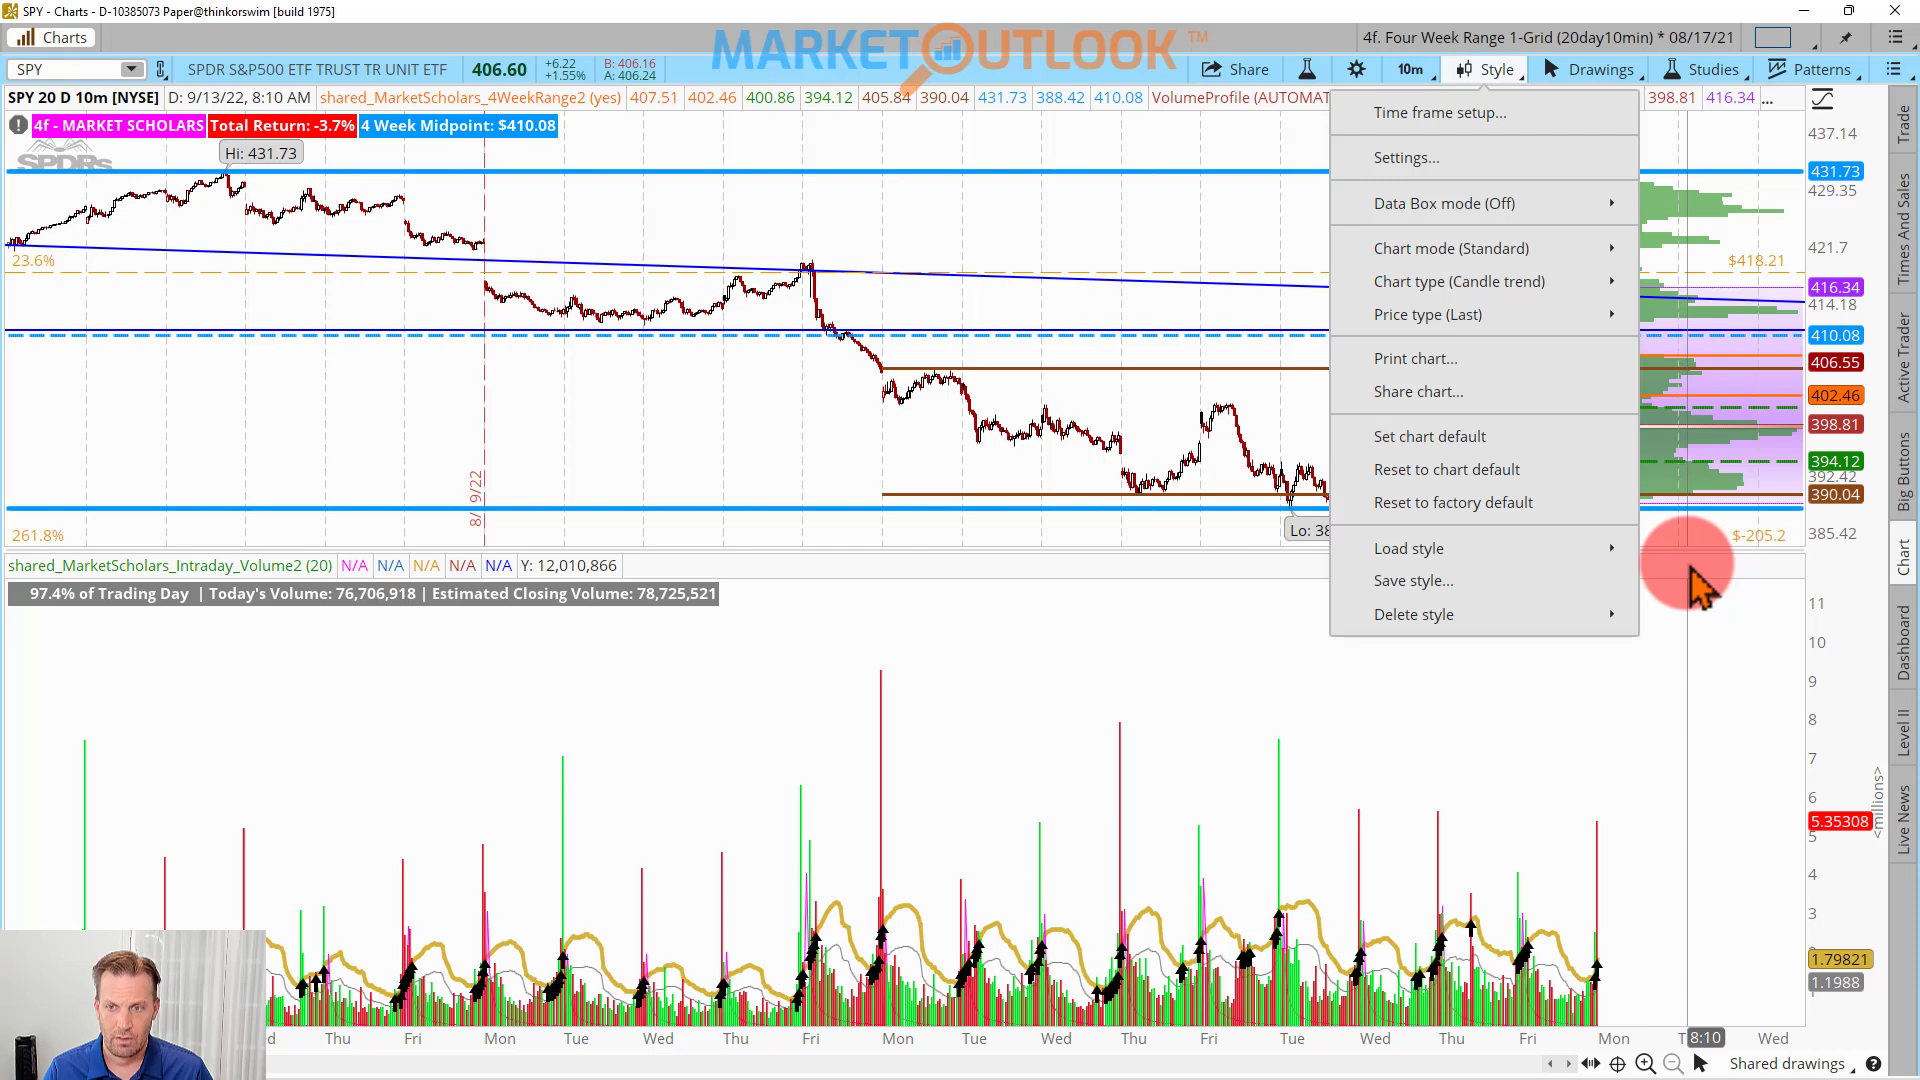 SPY - Charts - D-10385073 Paper@thinkorswim [build 1975]
Charts
MARKETOUTLOOK™
4f. Four Week Range 1-Grid (20day10min) * 08/17/21
SPY
SPDR S&P500 ETF TRUST TR UNIT ETF
406.60
+6.22
+1.55%
B: 406.16
A: 406.24
Share
10m
Style
Drawings
Studies
Patterns
SPY 20 D 10m [NYSE]
D: 9/13/22, 8:10 AM
shared_MarketScholars_4WeekRange2 (yes)
407.51
402.46
400.86
394.12
405.84
390.04
431.73
388.42
410.08
VolumeProfile (AUTOMAT
398.81
416.34
...
4f - MARKET SCHOLARS
Total Return: -3.7%
4 Week Midpoint: $410.08
SPDRs
Hi: 431.73
23.6%
261.8%
8/19/22
Lo: 38
$418.21
$-205.2
Time frame setup...
Settings...
Data Box mode (Off)
Chart mode (Standard)
Chart type (Candle trend)
Price type (Last)
Print chart...
Share chart...
Set chart default
Reset to chart default
Reset to factory default
Load style
Save style...
Delete style
437.14
431.73
429.35
421.7
416.34
414.18
410.08
406.55
402.46
398.81
394.12
392.42
390.04
385.42
shared_MarketScholars_Intraday_Volume2 (20)
N/A
N/A
N/A
N/A
N/A
Y: 12,010,866
97.4% of Trading Day | Today's Volume: 76,706,918 | Estimated Closing Volume: 78,725,521
11
10
9
8
7
6
5.35308
5
4
3
1.79821
1.1988
<millions>
d
Thu
Fri
Mon
Tue
Wed
Thu
Fri
Mon
Tue
Wed
Thu
Fri
Tue
Wed
Thu
Fri
Mon
T
8:10
Wed
Shared drawings
Trade
Times And Sales
Active Trader
Big Buttons
Chart
Dashboard
Level II
Live News